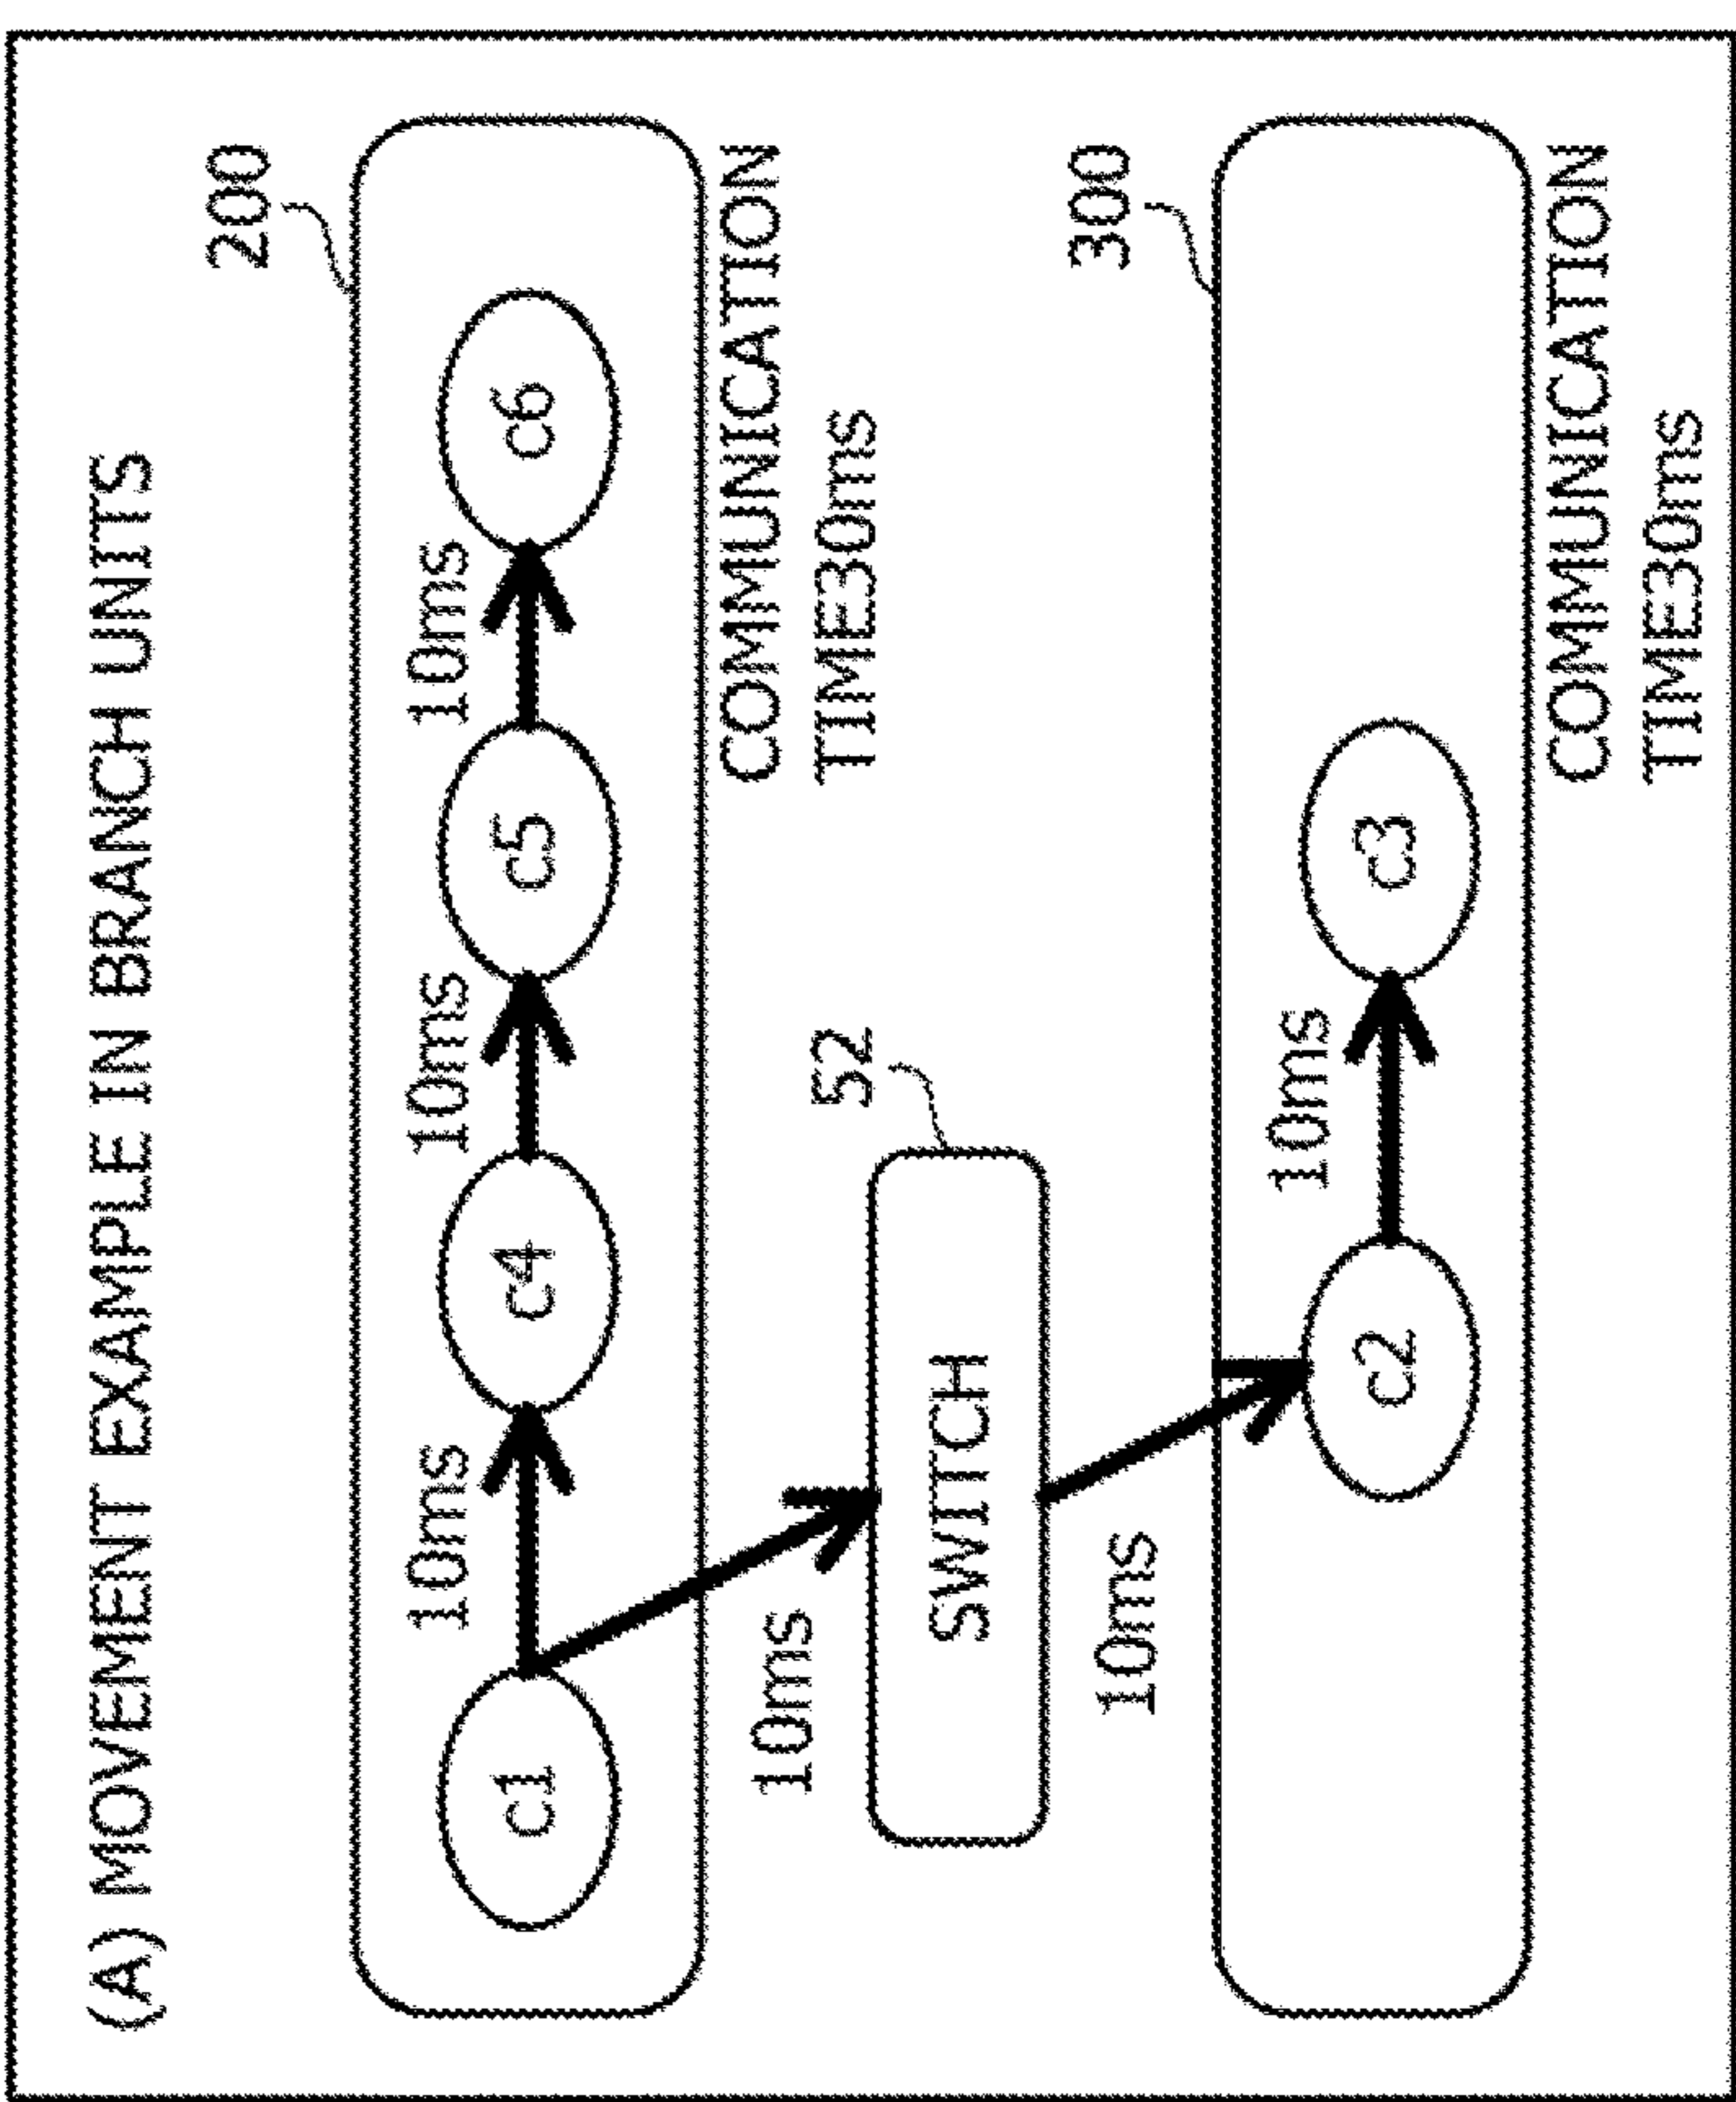 (A) MOVEMENT EXAMPLE IN BRANCH UNITS
200
10ms
10ms
10ms
c1
c4
c5
c6
COMMUNICATION
TIME30ms
10ms
52
SWITCH
10ms
300
10ms
c2
c3
COMMUNICATION
TIME30ms